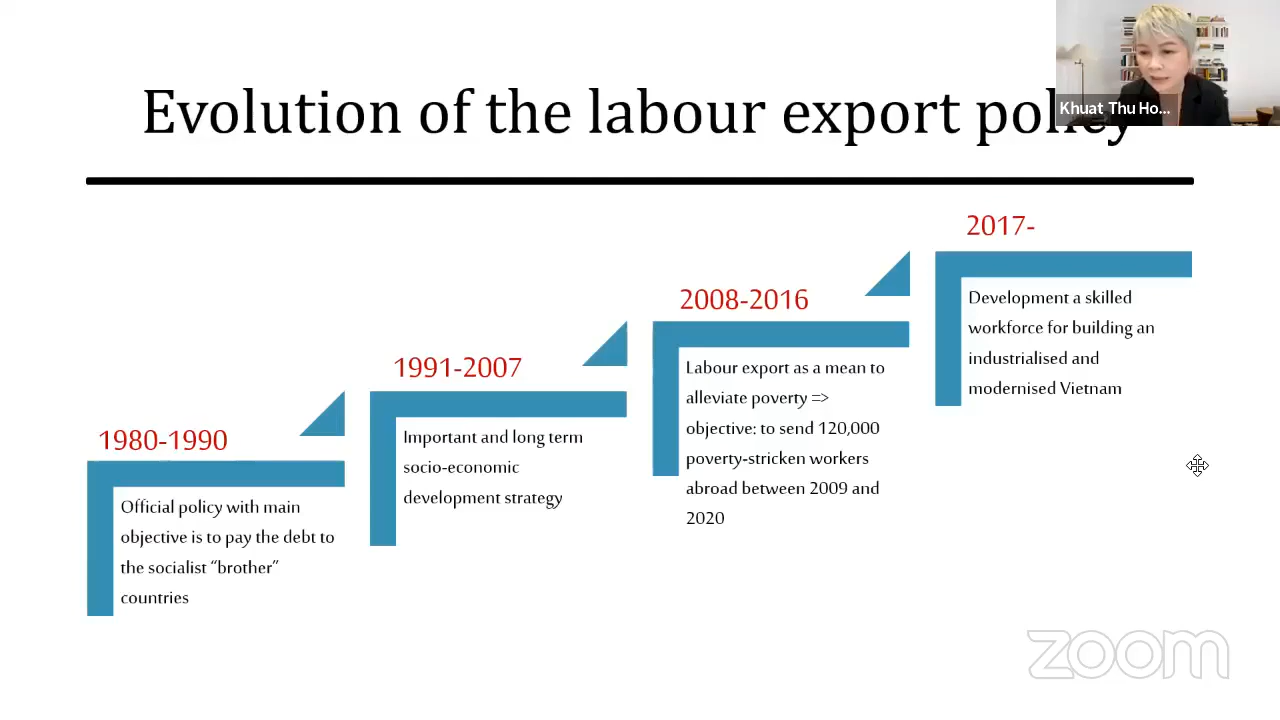 Evolution of the labour export policy
Khuat Thu Ho...
2017-
Development a skilled
workforce for building an
industrialised and
modernised Vietnam
2008-2016
Labour export as a mean to
alleviate poverty =>
objective: to send 120,000
poverty-stricken workers
abroad between 2009 and
2020
1991-2007
Important and long term
socio-economic
development strategy
1980-1990
Official policy with main
objective is to pay the debt to
the socialist “brother”
countries
zoom